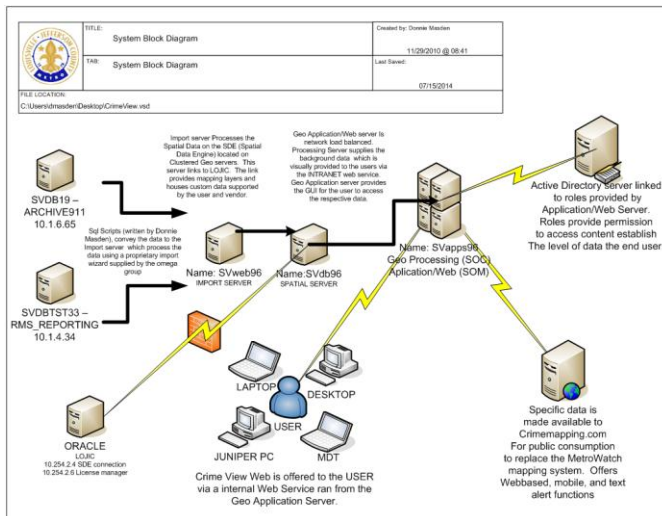 TITLE:
System Block Diagram
Created by: Donnie Masden
11/29/2010 @ 08:41
TAB:
System Block Diagram
Last Saved:
07/15/2014
FILE LOCATION:
C:\Users\dmasden\Desktop\CrimeView.vsd
Import server Processes the
Spatial Data on the SDE (Spatial
Data Engine) located on
Clustered Geo servers. This
server links to LOJIC. The link
provides mapping layers and
houses custom data supported
by the user and vendor.
Geo Application/Web server Is
network load balanced.
Processing Server supplies the
background data which is
visually provided to the users via
the INTRANET web service.
Geo Application server provides
the GUI for the user to access
the respective data.
SVDB19 –
ARCHIVE911
10.1.6.65
Sql Scripts (written by Donnie
Masden), convey the data to the
Import server which process the
data using a proprietary import
wizard supplied by the omega
group
SVDBTST33 –
RMS_REPORTING
10.1.4.34
Name: SVweb96
IMPORT SERVER
Name:SVdb96
SPATIAL SERVER
Name: SVapps96
Geo Processing (SOC)
Aplication/Web (SOM)
Active Directory server linked
to roles provided by
Application/Web Server.
Roles provide permission
to access content establish
The level of data the end user
ORACLE
LOJIC
10.254.2.4 SDE connection
10.254.2.6 License manager
LAPTOP
DESKTOP
USER
JUNIPER PC
MDT
Crime View Web is offered to the USER
via a internal Web Service ran from the
Geo Application Server.
Specific data is
made available to
Crimemapping.com
For public consumption
to replace the MetroWatch
mapping system. Offers
Webbased, mobile, and text
alert functions